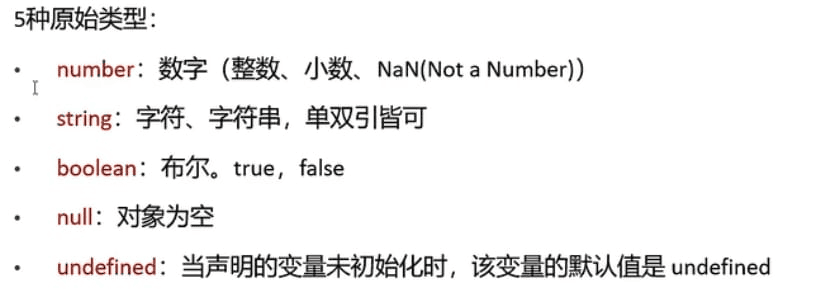 5种原始类型：
• number：数字（整数、小数、NaN(Not a Number)）
• string：字符、字符串，单双引皆可
• boolean：布尔。true，false
• null：对象为空
• undefined：当声明的变量未初始化时，该变量的默认值是 undefined